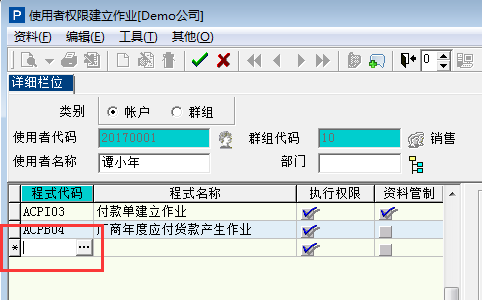 使用者权限建立作业[Demo公司]
资料(F) 编辑(E) 工具(T) 其他(O)
0
详细栏位
类别 帐户 群组
使用者代码 20170001 群组代码 10 销售
使用者名称 谭小年 部门
程式代码 程式名称 执行权限 资料管制
ACPI03 付款单建立作业
ACPB04 厂商年度应付货款产生作业
* ...